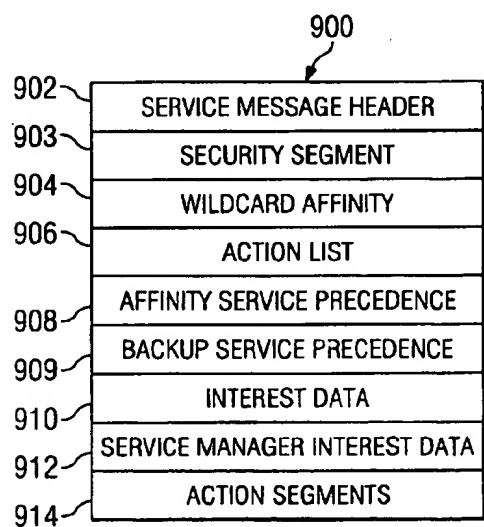 900
902 SERVICE MESSAGE HEADER
903 SECURITY SEGMENT
904 WILDCARD AFFINITY
906 ACTION LIST
908 AFFINITY SERVICE PRECEDENCE
909 BACKUP SERVICE PRECEDENCE
910 INTEREST DATA
912 SERVICE MANAGER INTEREST DATA
914 ACTION SEGMENTS